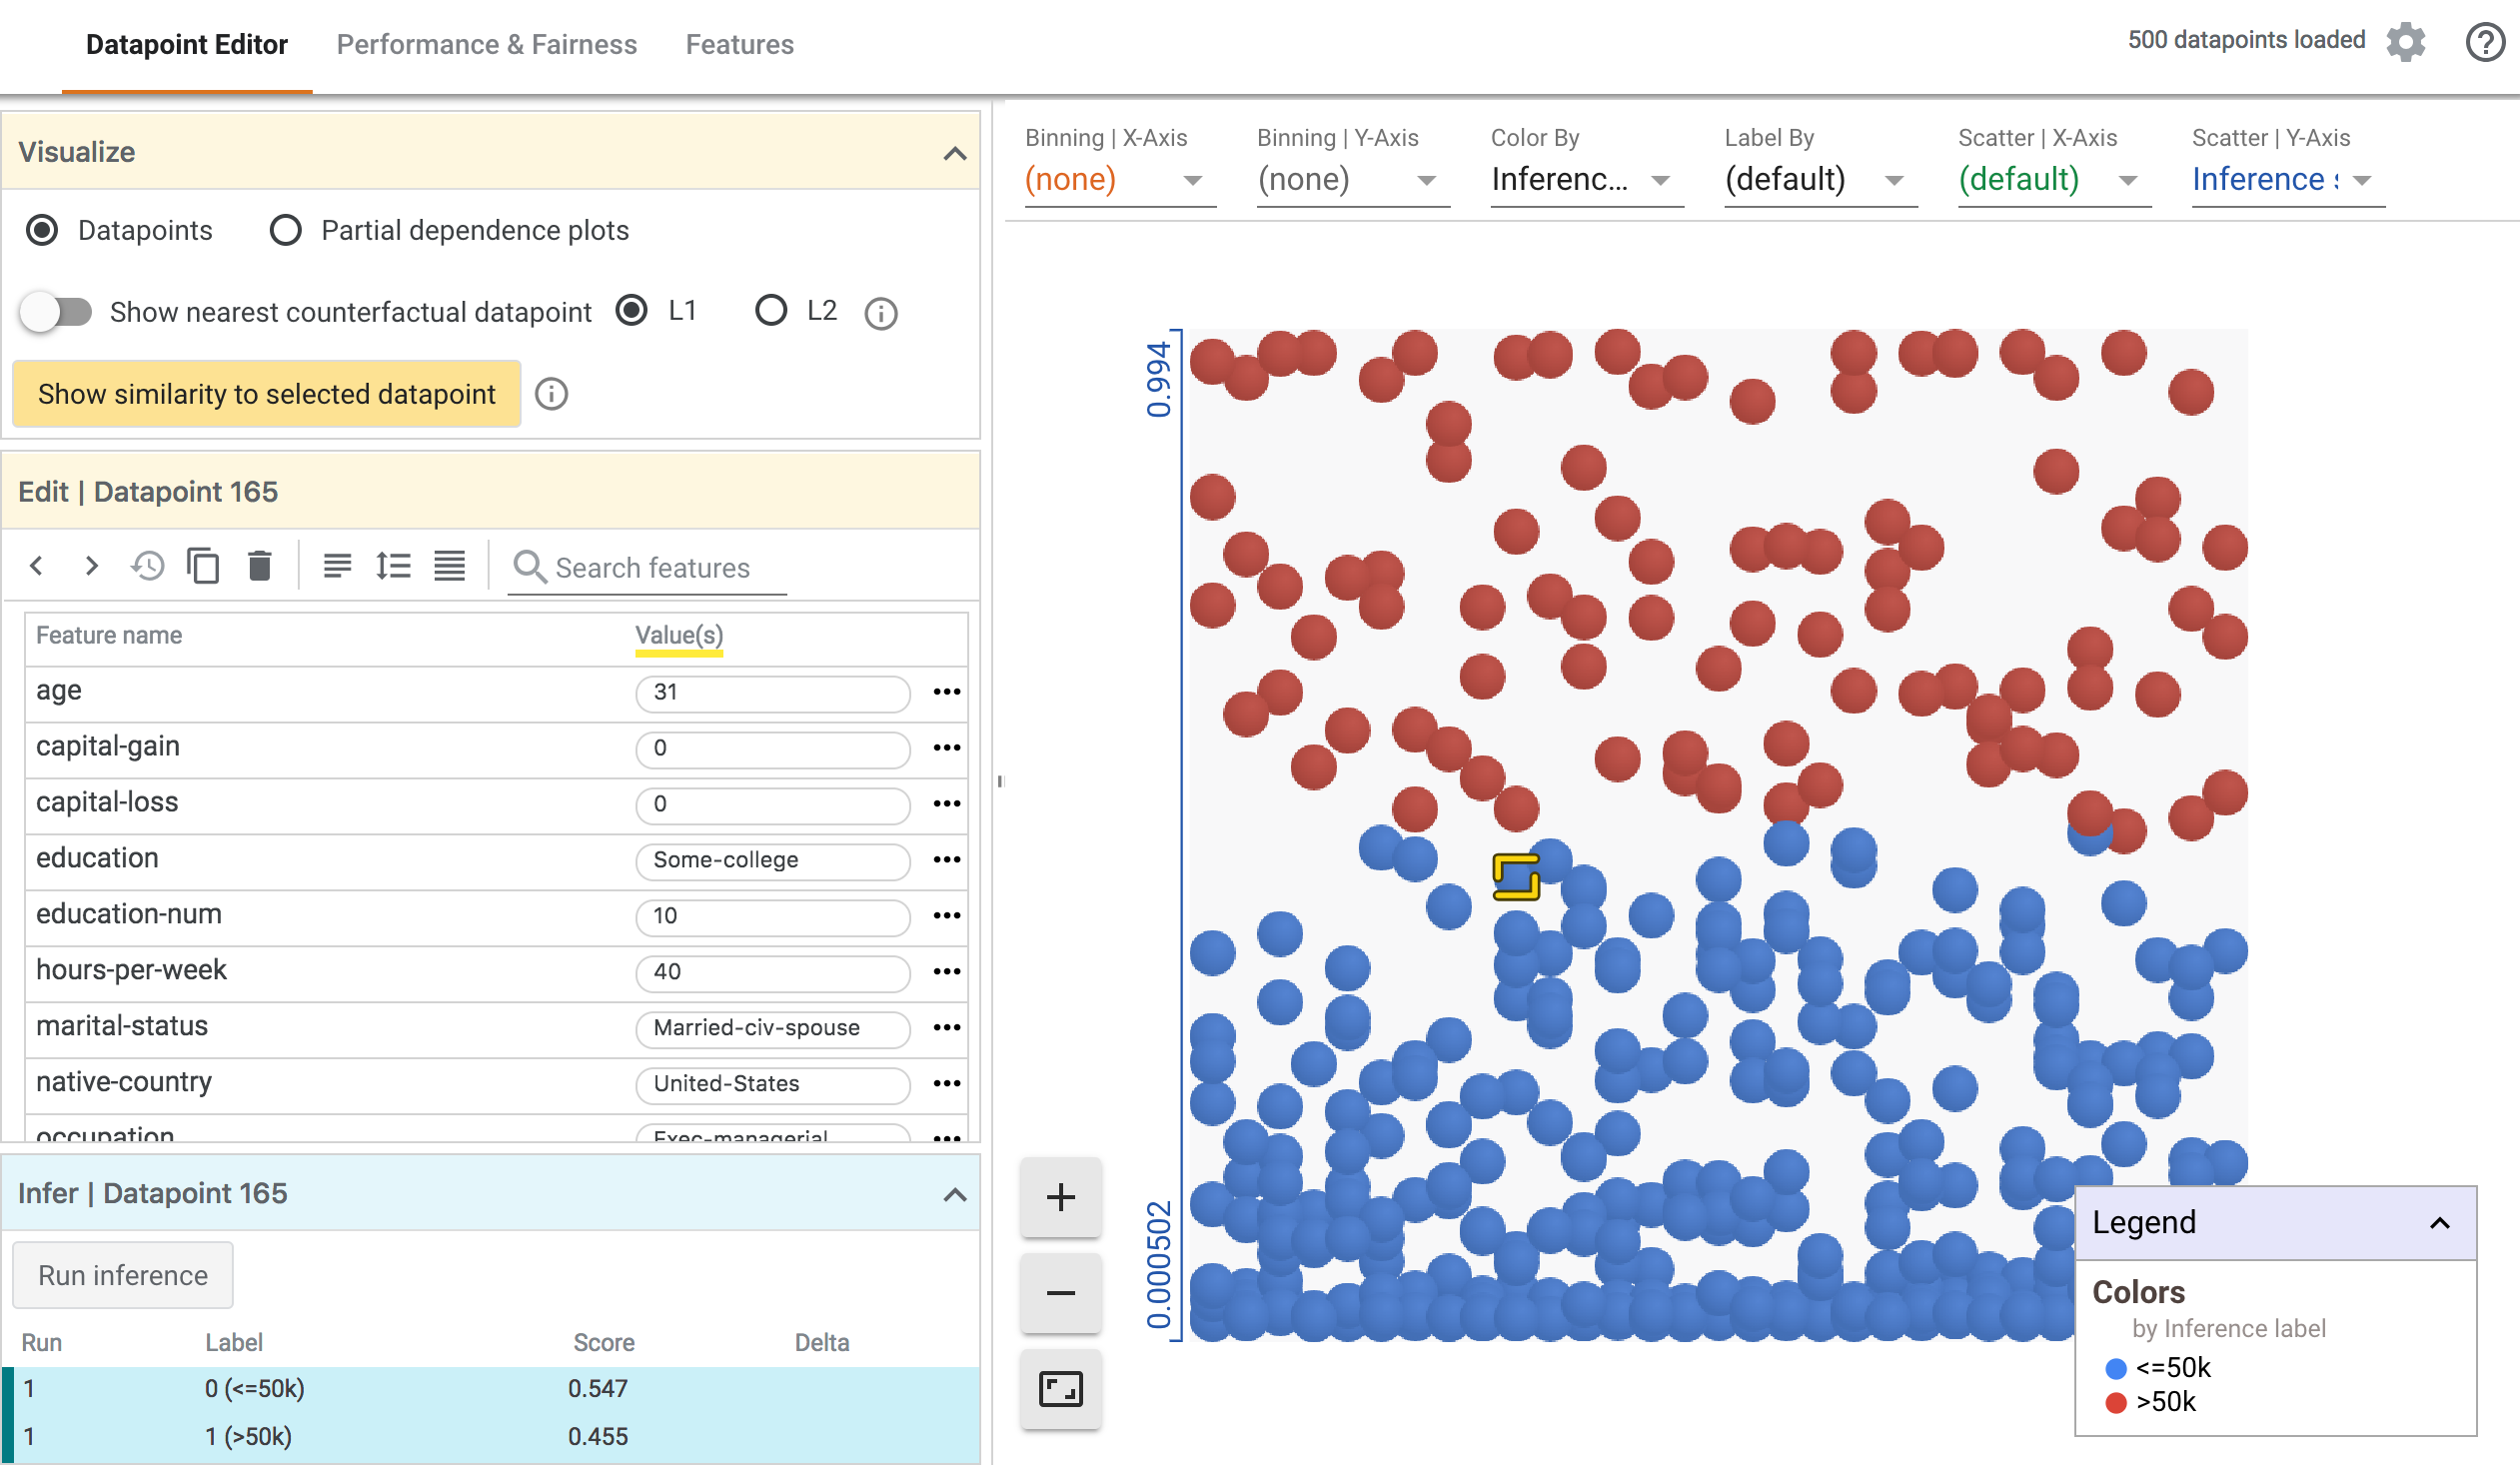 Datapoint Editor Performance & Fairness Features
500 datapoints loaded
Visualize
Datapoints Partial dependence plots
Show nearest counterfactual datapoint L1 L2
Show similarity to selected datapoint
Edit | Datapoint 165
Search features
Feature name Value(s)
age 31
capital-gain 0
capital-loss 0
education Some-college
education-num 10
hours-per-week 40
marital-status Married-civ-spouse
native-country United-States
occupation Exec-managerial
Infer | Datapoint 165
Run inference
Run Label Score Delta
1 0 (<=50k) 0.547
1 1 (>50k) 0.455
Binning | X-Axis Binning | Y-Axis Color By Label By Scatter | X-Axis Scatter | Y-Axis
(none) (none) Inferenc... (default) (default) Inference
0.994
0.000502
Legend
Colors
by Inference label
<=50k
>50k